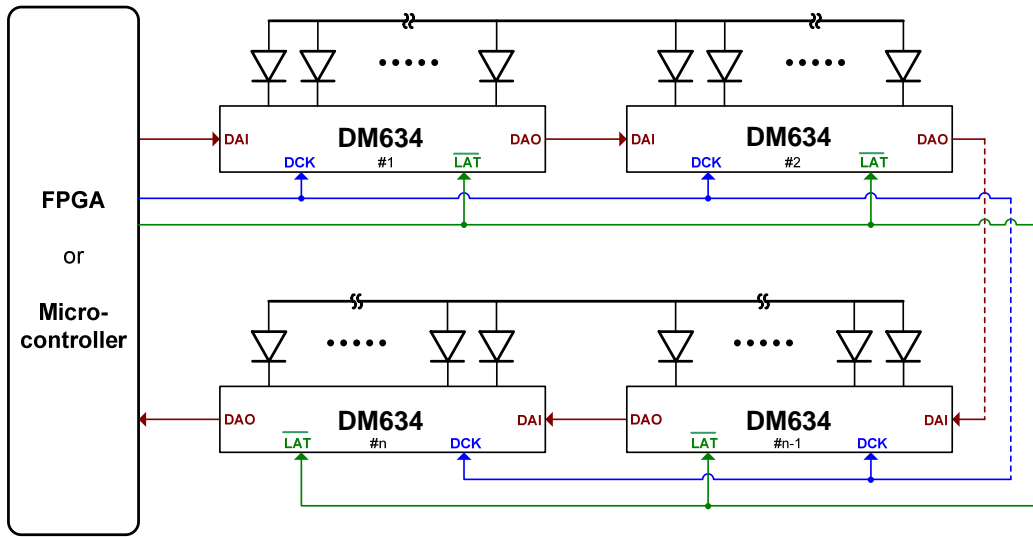 FPGA
or
Micro-
controller
DAI
DM634
DAO
DCK
#1
LAT
DAI
DM634
DAO
DCK
#2
LAT
DAO
DM634
DAI
LAT
#n
DCK
DAO
DM634
DAI
LAT
#n-1
DCK